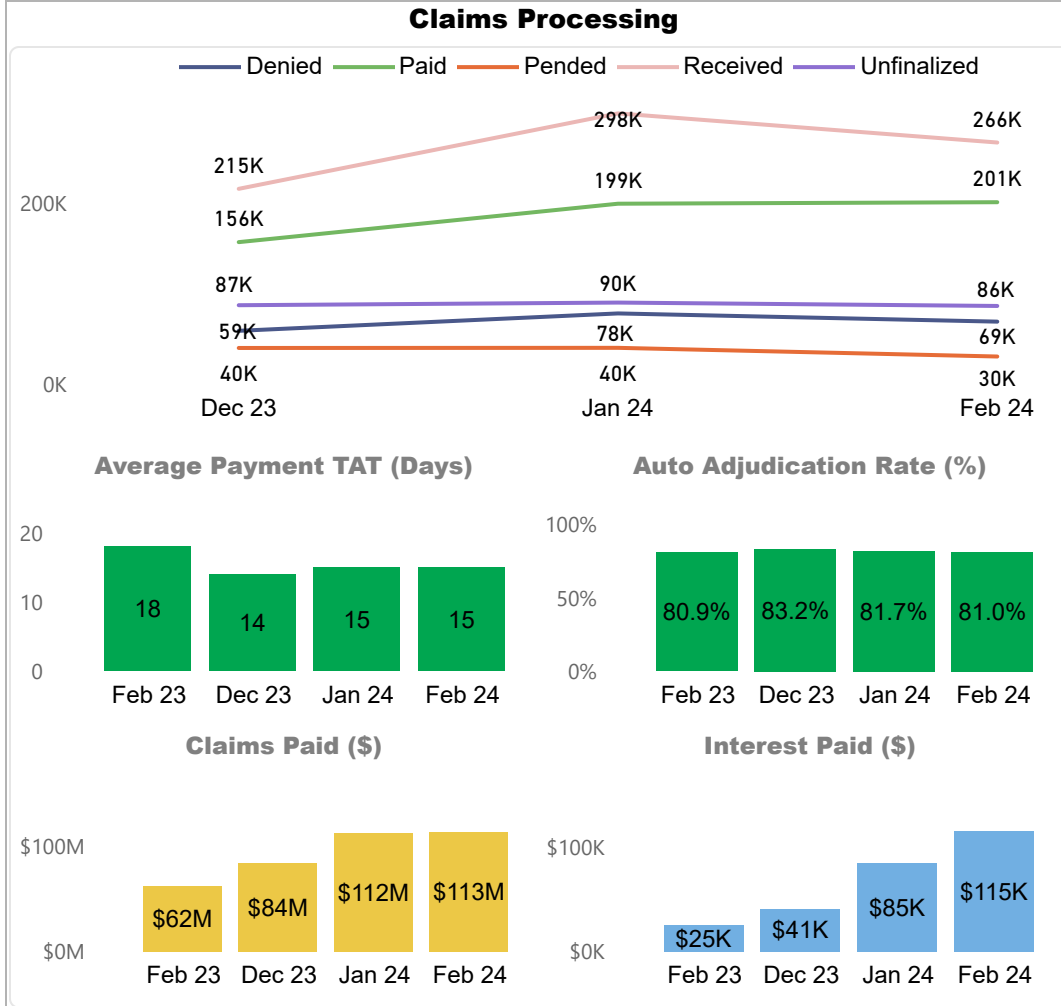 Claims Processing
Denied Paid Pended Received Unfinalized
298K
266K
215K
199K
201K
200K
156K
87K
90K
86K
59K
78K
69K
40K
40K
30K
0K
Dec 23 Jan 24 Feb 24
Average Payment TAT (Days)
20
10
0
18 14 15 15
Feb 23 Dec 23 Jan 24 Feb 24
Auto Adjudication Rate (%)
100%
50%
0%
80.9% 83.2% 81.7% 81.0%
Feb 23 Dec 23 Jan 24 Feb 24
Claims Paid ($)
$100M
$0M
$62M $84M $112M $113M
Feb 23 Dec 23 Jan 24 Feb 24
Interest Paid ($)
$100K
$0K
$25K $41K $85K $115K
Feb 23 Dec 23 Jan 24 Feb 24